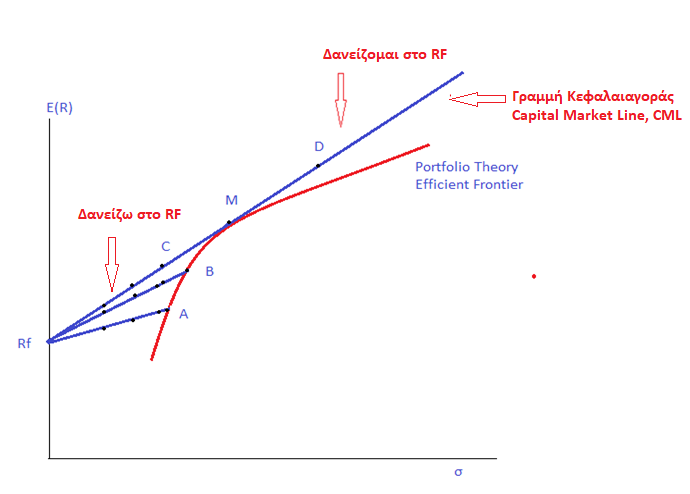 Δανείζομαι στο RF
Γραμμή Κεφαλαιαγοράς
Capital Market Line, CML
E(R)
D
Portfolio Theory
Efficient Frontier
M
Δανείζω στο RF
C
B
A
Rf
σ